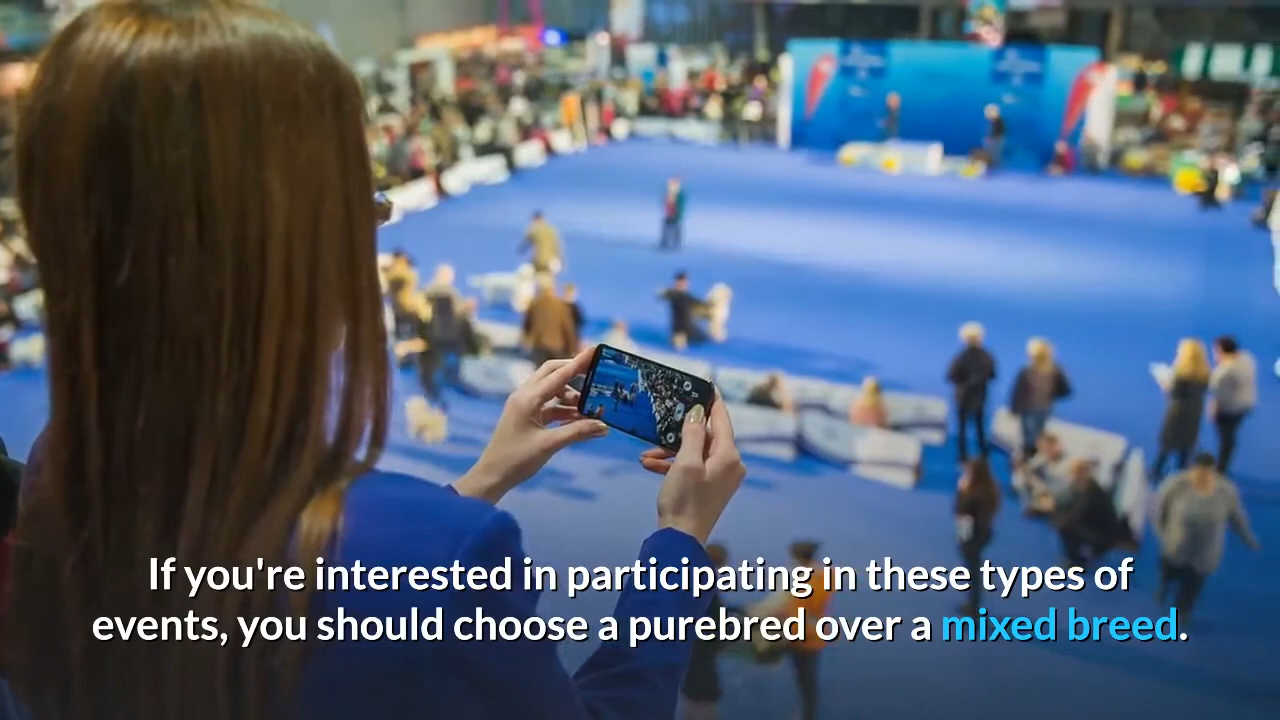 If you're interested in participating in these types of
events, you should choose a purebred over a mixed breed.